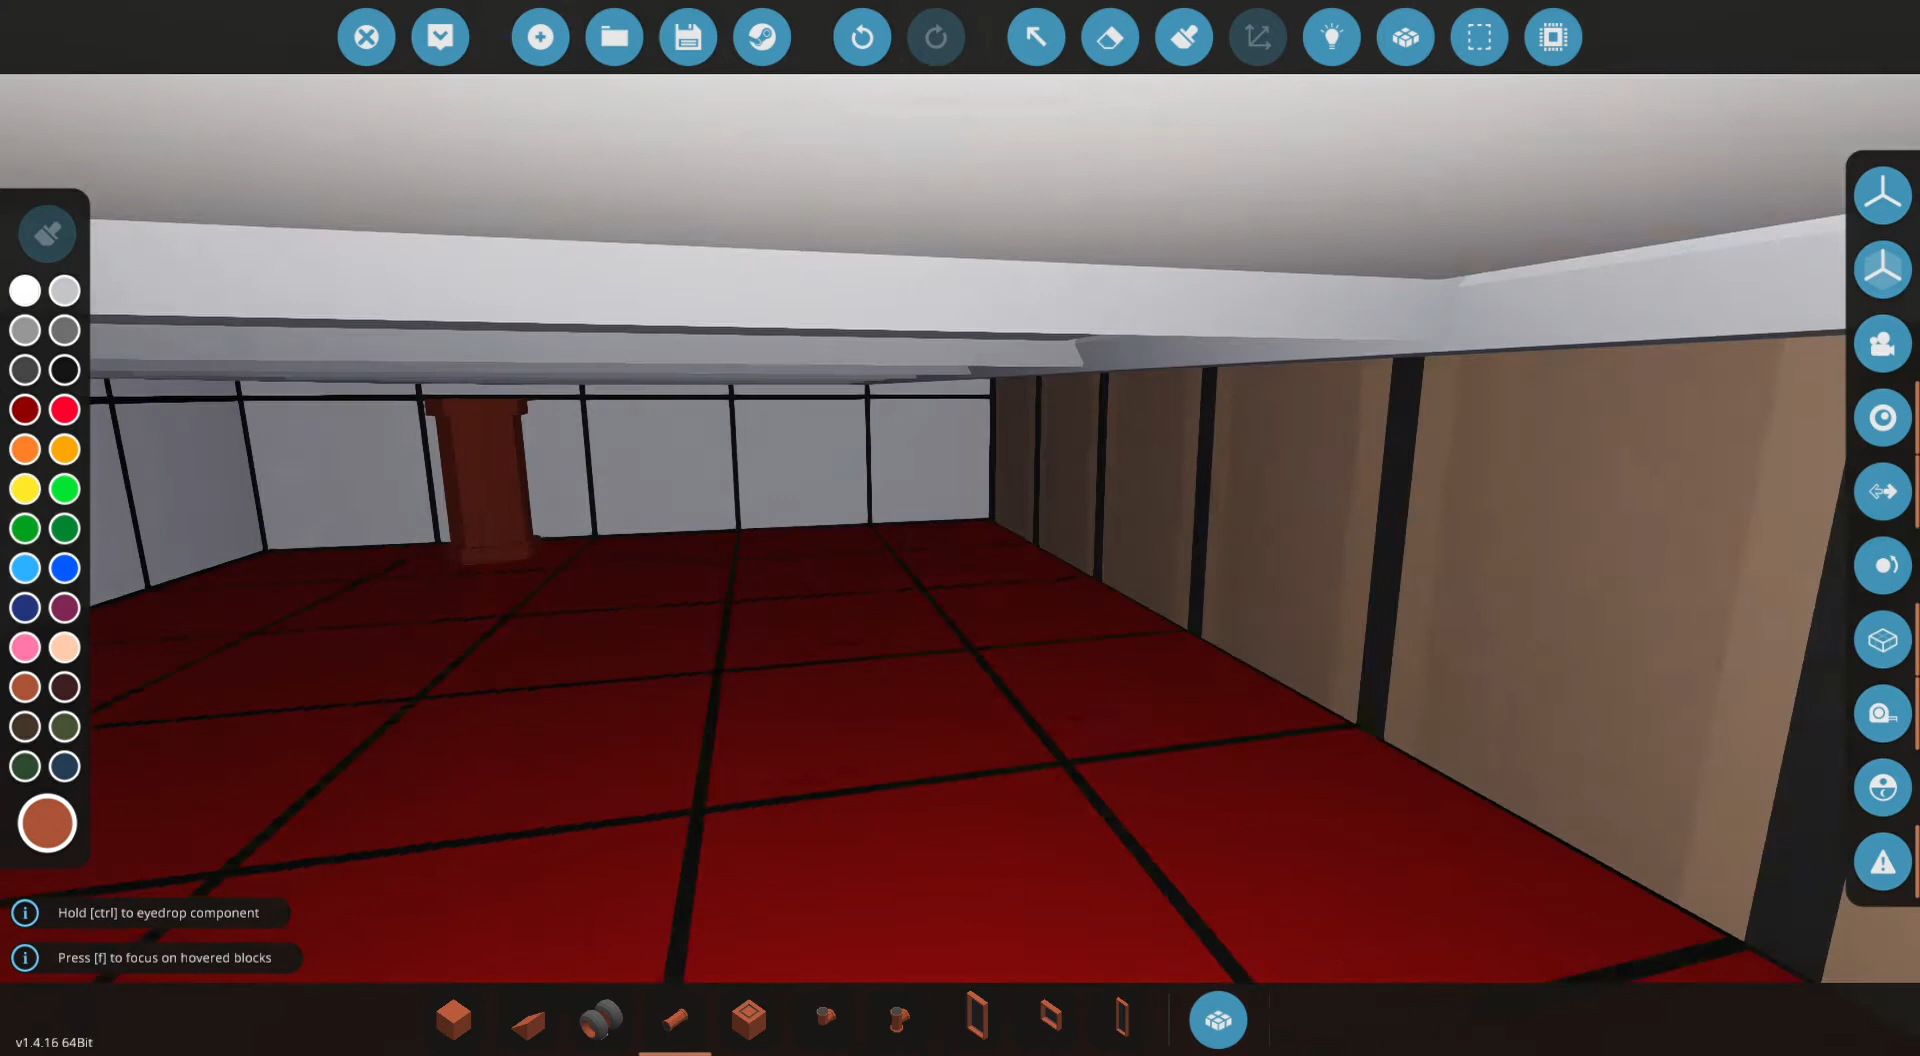 Hold [ctrl] to eyedrop component
Press [f] to focus on hovered blocks
v1.4.16 64Bit